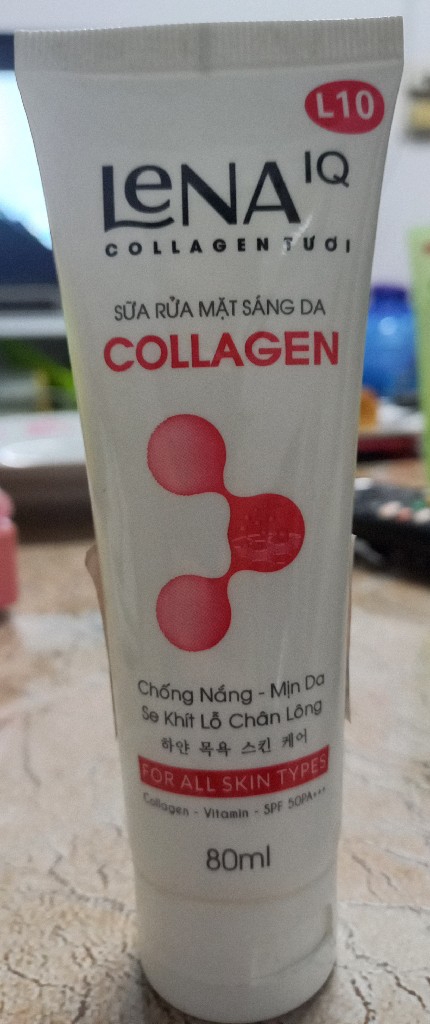 L10
LeNA IQ
COLLAGEN TƯƠI
SỮA RỬA MẶT SÁNG DA
COLLAGEN
Chống Nắng - Mịn Da
Se Khít Lỗ Chân Lông
하얀 목욕 스킨 케어
FOR ALL SKIN TYPES
Collagen - Vitamin - SPF 50PA+++
80ml